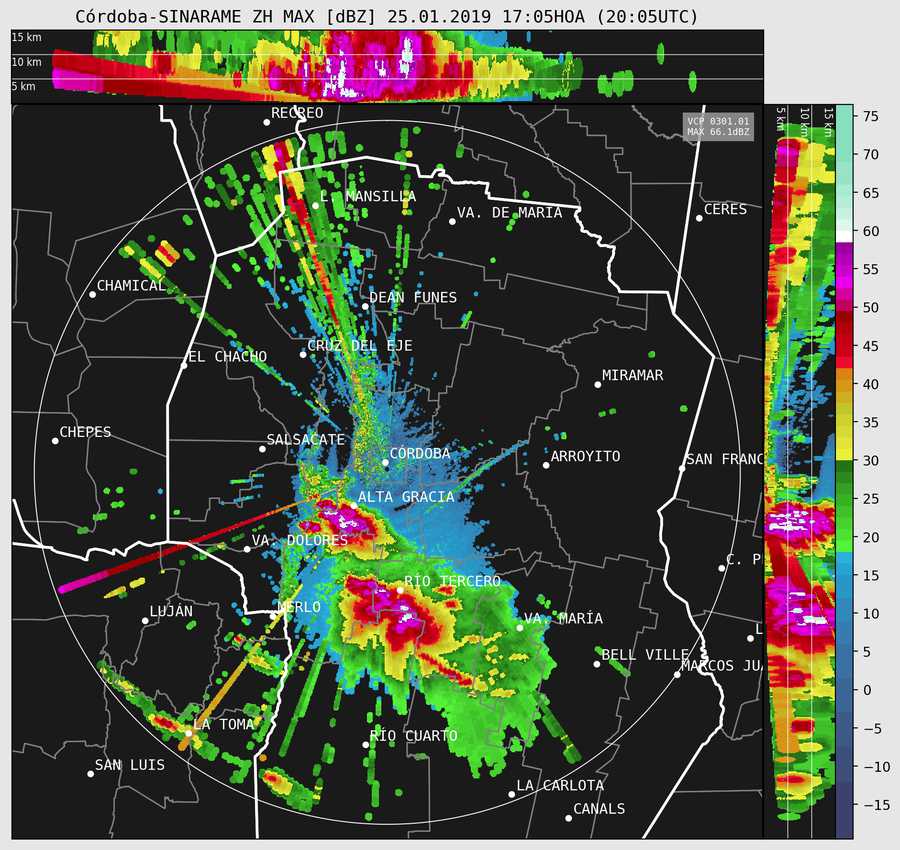 Córdoba-SINARAME ZH MAX [dBZ] 25.01.2019 17:05HOA (20:05UTC)
15 km
10 km
5 km
RECREO
VCP 0301.01
MAX 66.1dBZ
5 km
10 km
15 km
75
70
65
60
55
50
45
40
35
30
25
20
15
10
5
0
−5
−10
−15
L. MANSILLA
VA. DE MARIA
CERES
CHAMICAL
DEAN FUNES
CRUZ DEL EJE
EL CHACHO
MIRAMAR
CHEPES
SALSACATE
CÓRDOBA
ARROYITO
SAN FRANC
ALTA GRACIA
VA. DOLORES
C. P
RÍO TERCERO
LUJÁN
MERLO
VA. MARÍA
L
BELL VILLE
MARCOS JU
LA TOMA
RÍO CUARTO
SAN LUIS
LA CARLOTA
CANALS